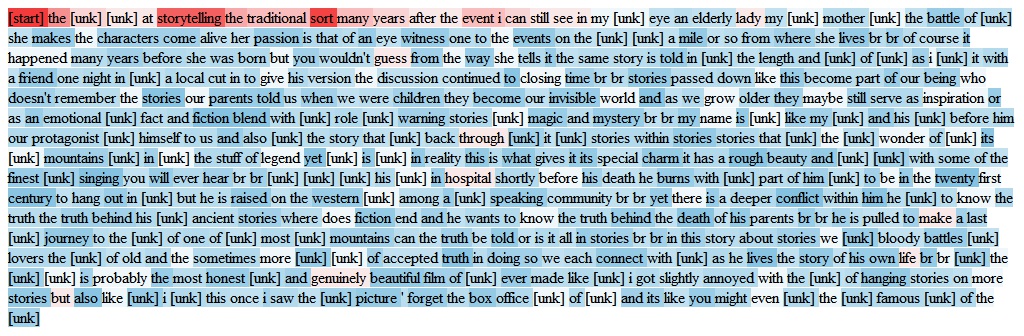 [start] the [unk] [unk] at storytelling the traditional sort many years after the event i can still see in my [unk] eye an elderly lady my [unk] mother [unk] the battle of [unk]
she makes the characters come alive her passion is that of an eye witness one to the events on the [unk] [unk] a mile or so from where she lives br br of course it
happened many years before she was born but you wouldn't guess from the way she tells it the same story is told in [unk] the length and [unk] of [unk] as i [unk] it with
a friend one night in [unk] a local cut in to give his version the discussion continued to closing time br br stories passed down like this become part of our being who
doesn't remember the stories our parents told us when we were children they become our invisible world and as we grow older they maybe still serve as inspiration or
as an emotional [unk] fact and fiction blend with [unk] role [unk] warning stories [unk] magic and mystery br br my name is [unk] like my [unk] and his [unk] before him
our protagonist [unk] himself to us and also [unk] the story that [unk] back through [unk] it [unk] stories within stories stories that [unk] the [unk] wonder of [unk] its
[unk] mountains [unk] in [unk] the stuff of legend yet [unk] is [unk] in reality this is what gives it its special charm it has a rough beauty and [unk] [unk] with some of the
finest [unk] singing you will ever hear br br [unk] [unk] [unk] his [unk] in hospital shortly before his death he burns with [unk] part of him [unk] to be in the twenty first
century to hang out in [unk] but he is raised on the western [unk] among a [unk] speaking community br br yet there is a deeper conflict within him he [unk] to know the
truth the truth behind his [unk] ancient stories where does fiction end and he wants to know the truth behind the death of his parents br br he is pulled to make a last
[unk] journey to the [unk] of one of [unk] most [unk] mountains can the truth be told or is it all in stories br br in this story about stories we [unk] bloody battles [unk]
lovers the [unk] of old and the sometimes more [unk] [unk] of accepted truth in doing so we each connect with [unk] as he lives the story of his own life br br [unk] the
[unk] [unk] is probably the most honest [unk] and genuinely beautiful film of [unk] ever made like [unk] i got slightly annoyed with the [unk] of hanging stories on more
stories but also like [unk] i [unk] this once i saw the [unk] picture ' forget the box office [unk] of [unk] and its like you might even [unk] the [unk] famous [unk] of the
[unk]